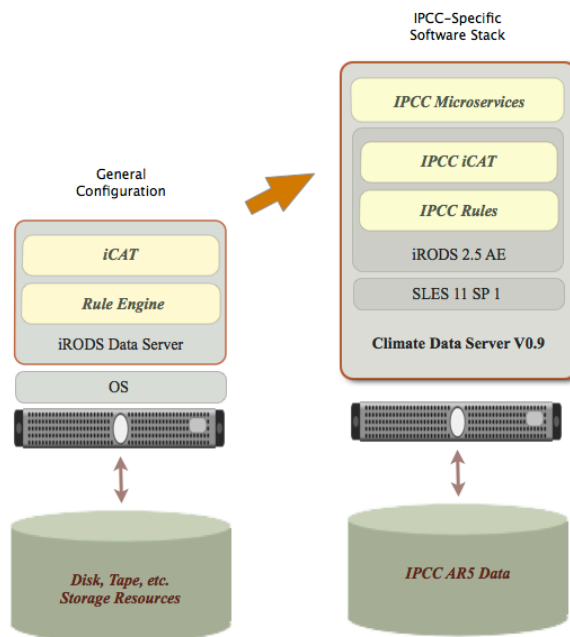 General
Configuration
iCAT
Rule Engine
iRODS Data Server
OS
Disk, Tape, etc.
Storage Resources
IPCC-Specific
Software Stack
IPCC Microservices
IPCC iCAT
IPCC Rules
iRODS 2.5 AE
SLES 11 SP 1
Climate Data Server V0.9
IPCC AR5 Data